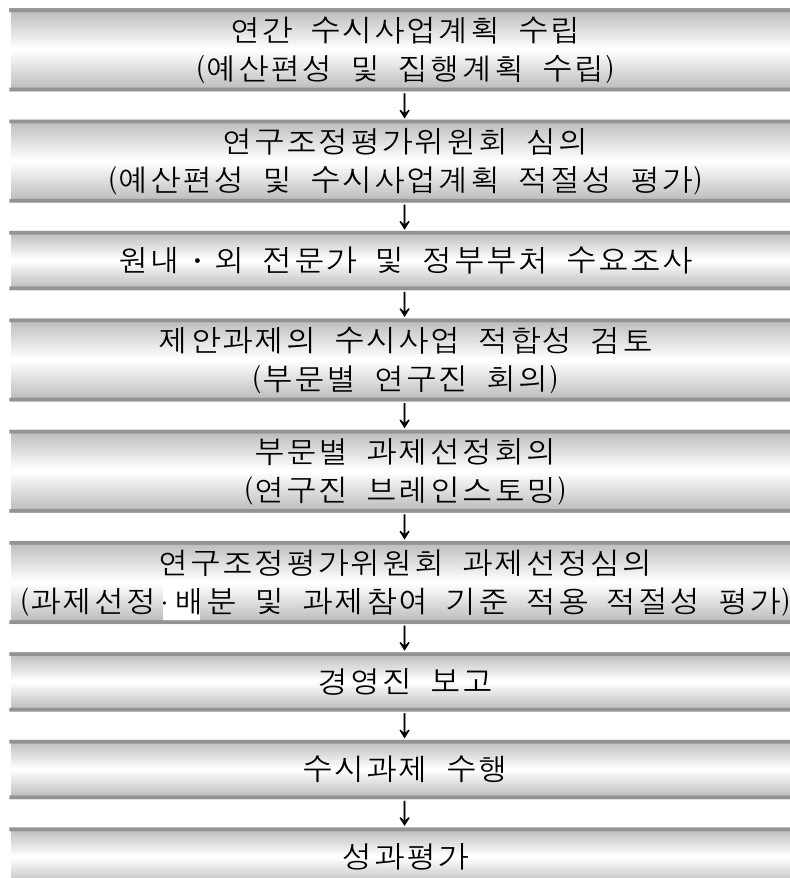 연간 수시사업계획 수립
(예산편성 및 집행계획 수립)
↓
연구조정평가위윈회 심의
(예산편성 및 수시사업계획 적절성 평가)
↓
원내·외 전문가 및 정부부처 수요조사
↓
제안과제의 수시사업 적합성 검토
(부문별 연구진 회의)
↓
부문별 과제선정회의
(연구진 브레인스토밍)
↓
연구조정평가위원회 과제선정심의
(과제선정·배분 및 과제참여 기준 적용 적절성 평가)
↓
경영진 보고
↓
수시과제 수행
↓
성과평가